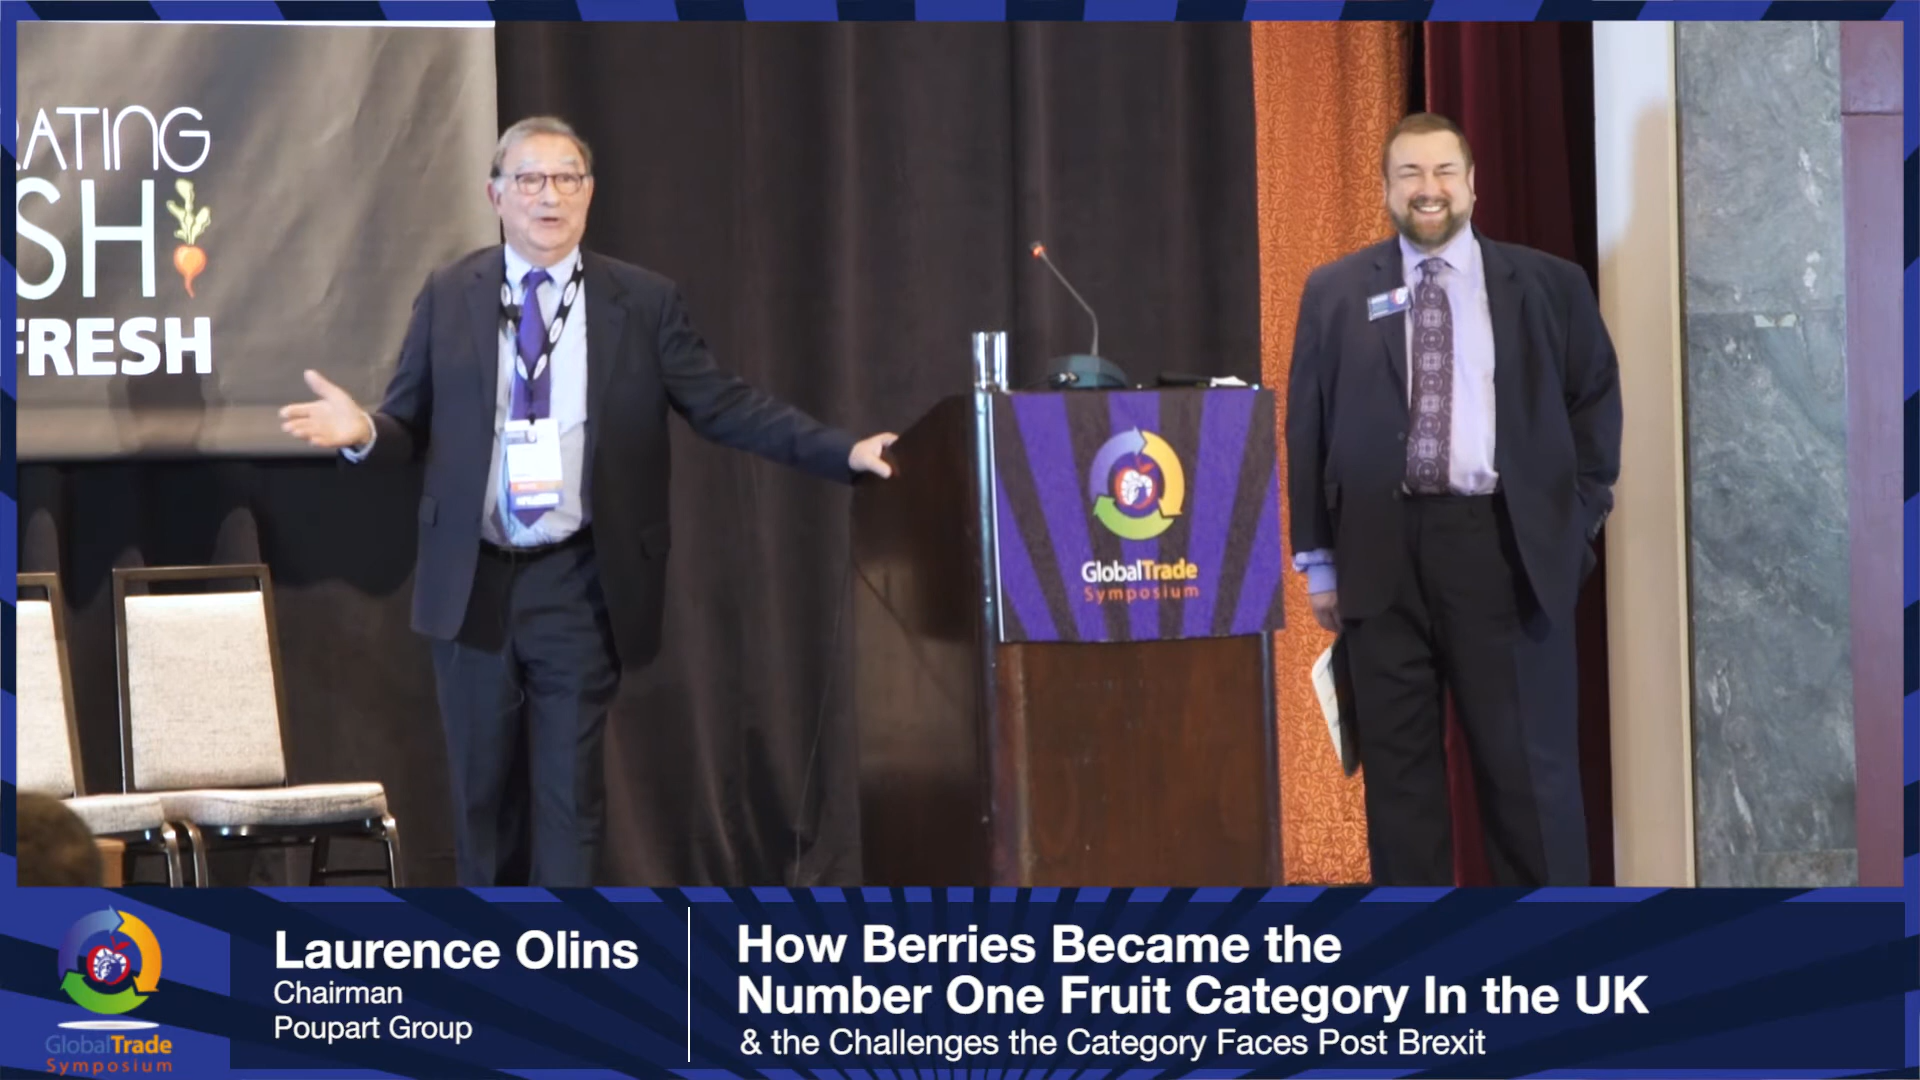 RATING
SH
FRESH
GlobalTrade
Symposium
Laurence Olins
Chairman
Poupart Group
How Berries Became the
Number One Fruit Category In the UK
& the Challenges the Category Faces Post Brexit
GlobalTrade
Symposium